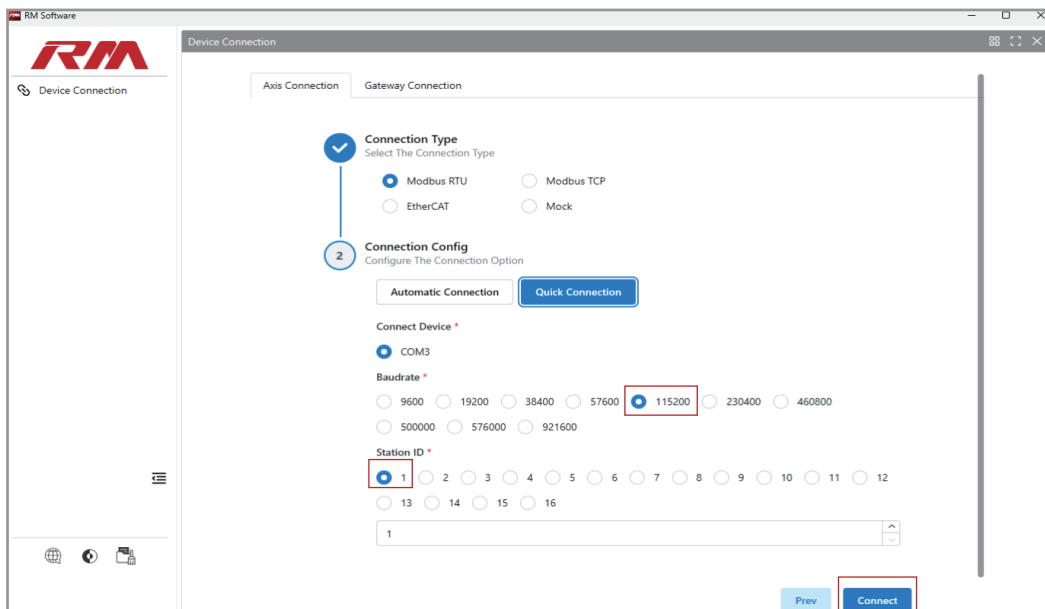 RM RM Software
RM
Device Connection
Device Connection
Axis Connection Gateway Connection
Connection Type
Select The Connection Type
Modbus RTU Modbus TCP
EtherCAT Mock
2 Connection Config
Configure The Connection Option
Automatic Connection Quick Connection
Connect Device *
COM3
Baudrate *
9600 19200 38400 57600 115200 230400 460800
500000 576000 921600
Station ID *
1 2 3 4 5 6 7 8 9 10 11 12
13 14 15 16
1
Prev Connect